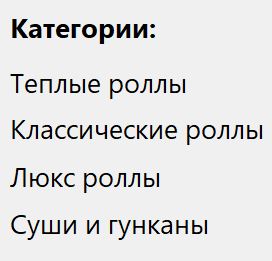 Категории:
Теплые роллы
Классические роллы
Люкс роллы
Суши и гунканы